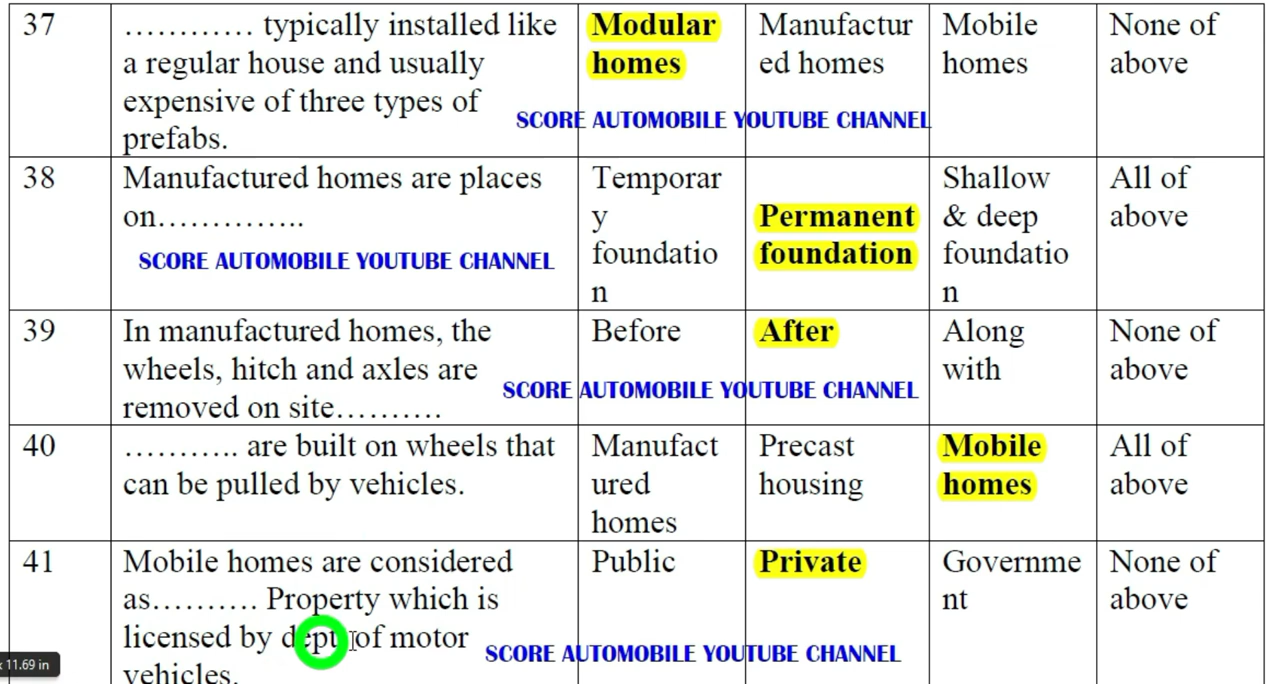 37
………… typically installed like
a regular house and usually
expensive of three types of
prefabs.
Modular
homes
Manufactur
ed homes
Mobile
homes
None of
above
SCORE AUTOMOBILE YOUTUBE CHANNEL
38
Manufactured homes are places
on…………..
Temporar
y
foundatio
n
Permanent
foundation
Shallow
& deep
foundatio
n
All of
above
SCORE AUTOMOBILE YOUTUBE CHANNEL
39
In manufactured homes, the
wheels, hitch and axles are
removed on site……….
Before
After
Along
with
None of
above
SCORE AUTOMOBILE YOUTUBE CHANNEL
40
……….. are built on wheels that
can be pulled by vehicles.
Manufact
ured
homes
Precast
housing
Mobile
homes
All of
above
41
Mobile homes are considered
as………. Property which is
licensed by dept of motor
vehicles.
Public
Private
Governme
nt
None of
above
SCORE AUTOMOBILE YOUTUBE CHANNEL
x 11.69 in